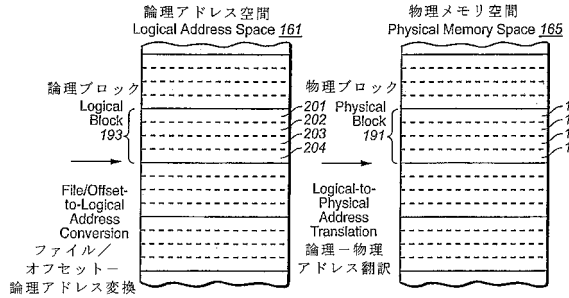 論理アドレス空間
Logical Address Space 161
物理メモリ空間
Physical Memory Space 165
論理ブロック
Logical
Block
193
201
202
203
204
物理ブロック
Physical
Block
191
File/Offset-
to-Logical
Address
Conversion
ファイル／
オフセット－
論理アドレス変換
Logical-to-
Physical
Address
Translation
論理－物理
アドレス翻訳